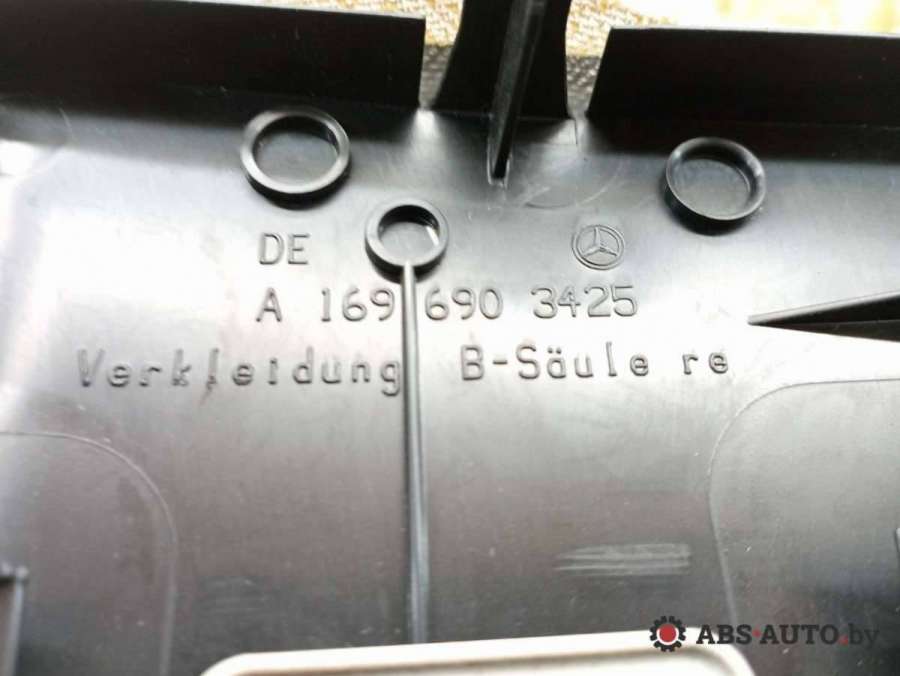 DE
A 169 690 3425
Verkleidung B-Säule re
ABS-AUTO.by